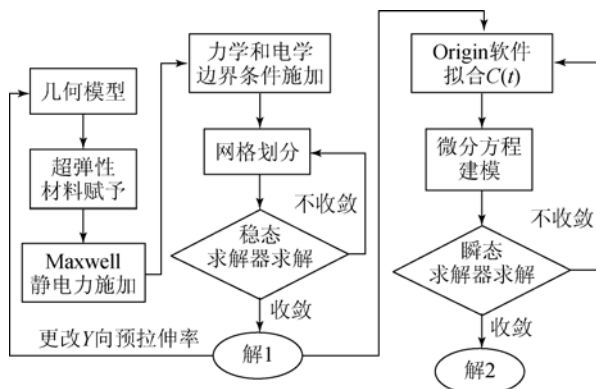 几何模型
超弹性
材料赋予
Maxwell
静电力施加
力学和电学
边界条件施加
网格划分
不收敛
稳态
求解器求解
收敛
更改Y向预拉伸率
解1
Origin软件
拟合C(t)
微分方程
建模
不收敛
瞬态
求解器求解
收敛
解2